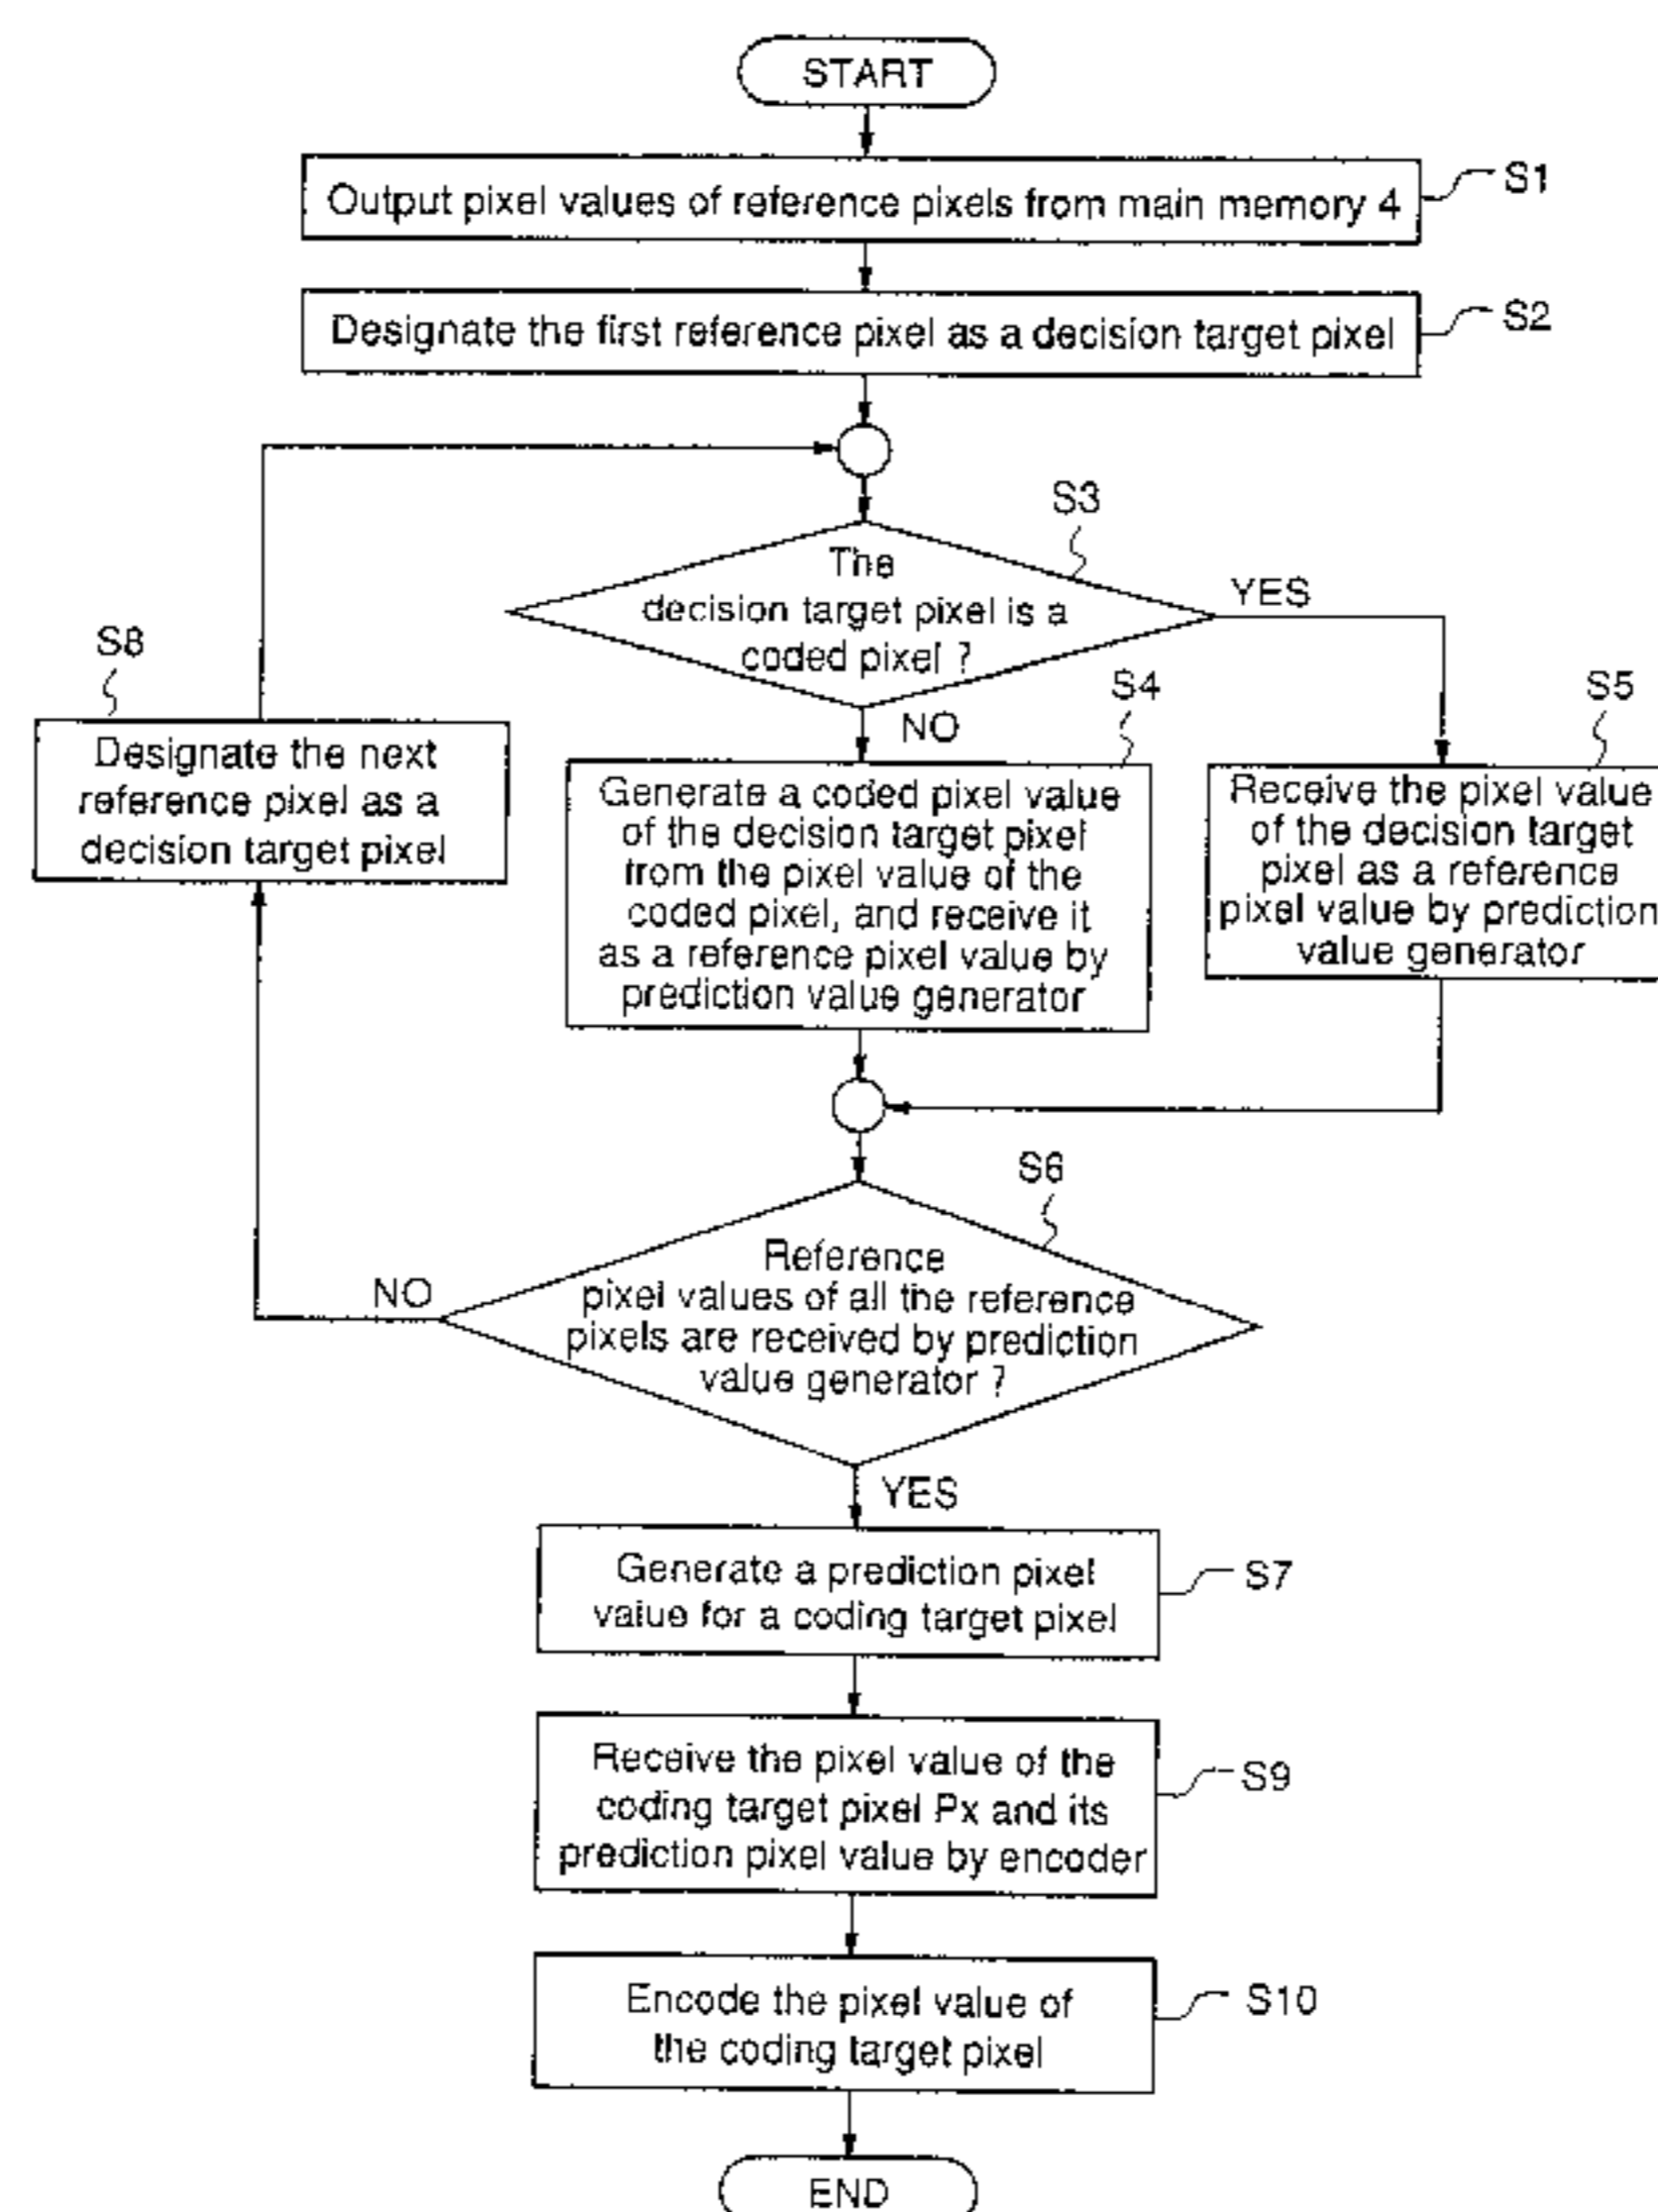 START
Output pixel values of reference pixels from main memory 4
S1
Designate the first reference pixel as a decision target pixel
S2
S3
The
decision target pixel is a
coded pixel ?
YES
NO
S8
Designate the next
reference pixel as a
decision target pixel
S4
Generate a coded pixel value
of the decision target pixel
from the pixel value of the
coded pixel, and receive it
as a reference pixel value by
prediction value generator
S5
Receive the pixel value
of the decision target
pixel as a reference
pixel value by prediction
value generator
S6
Reference
pixel values of all the reference
pixels are received by prediction
value generator ?
NO
YES
Generate a prediction pixel
value for a coding target pixel
S7
Receive the pixel value of the
coding target pixel Px and its
prediction pixel value by encoder
S9
Encode the pixel value of
the coding target pixel
S10
END